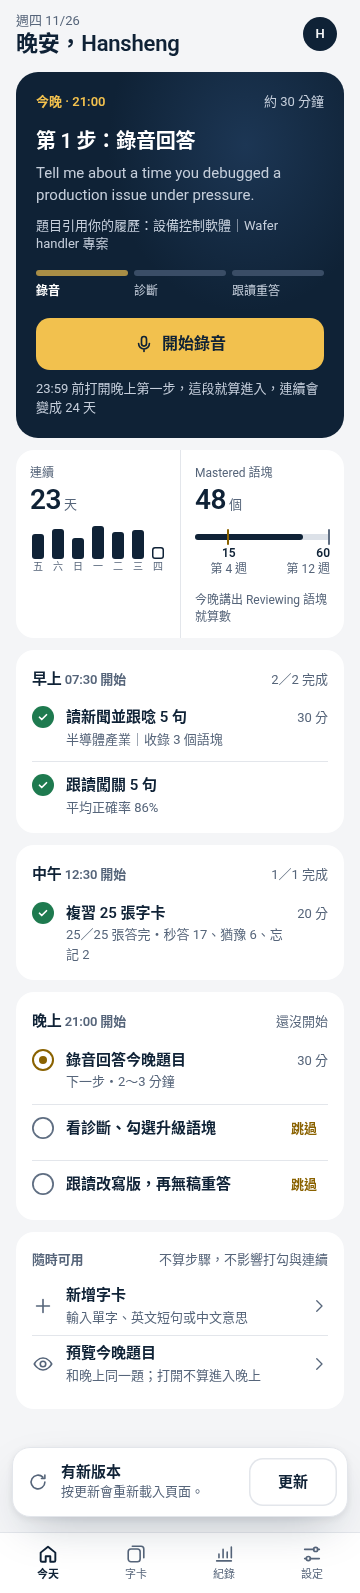 週四 11/26
晚安，Hansheng
H
今晚 · 21:00
約 30 分鐘
第 1 步：錄音回答
Tell me about a time you debugged a
production issue under pressure.
題目引用你的履歷：設備控制軟體｜Wafer
handler 專案
錄音
診斷
跟讀重答
開始錄音
23:59 前打開晚上第一步，這段就算進入，連續會
變成 24 天
連續
23 天
五 六 日 一 二 三 四
Mastered 語塊
48 個
15 60
第 4 週 第 12 週
今晚講出 Reviewing 語塊
就算數
早上 07:30 開始
2／2 完成
讀新聞並跟唸 5 句
30 分
半導體產業｜收錄 3 個語塊
跟讀闖關 5 句
平均正確率 86%
中午 12:30 開始
1／1 完成
複習 25 張字卡
20 分
25／25 張答完・秒答 17、猶豫 6、忘
記 2
晚上 21:00 開始
還沒開始
錄音回答今晚題目
30 分
下一步・2～3 分鐘
看診斷、勾選升級語塊
跳過
跟讀改寫版，再無稿重答
跳過
隨時可用
不算步驟，不影響打勾與連續
新增字卡
輸入單字、英文短句或中文意思
預覽今晚題目
和晚上同一題；打開不算進入晚上
有新版本
按更新會重新載入頁面。
更新
今天
字卡
紀錄
設定